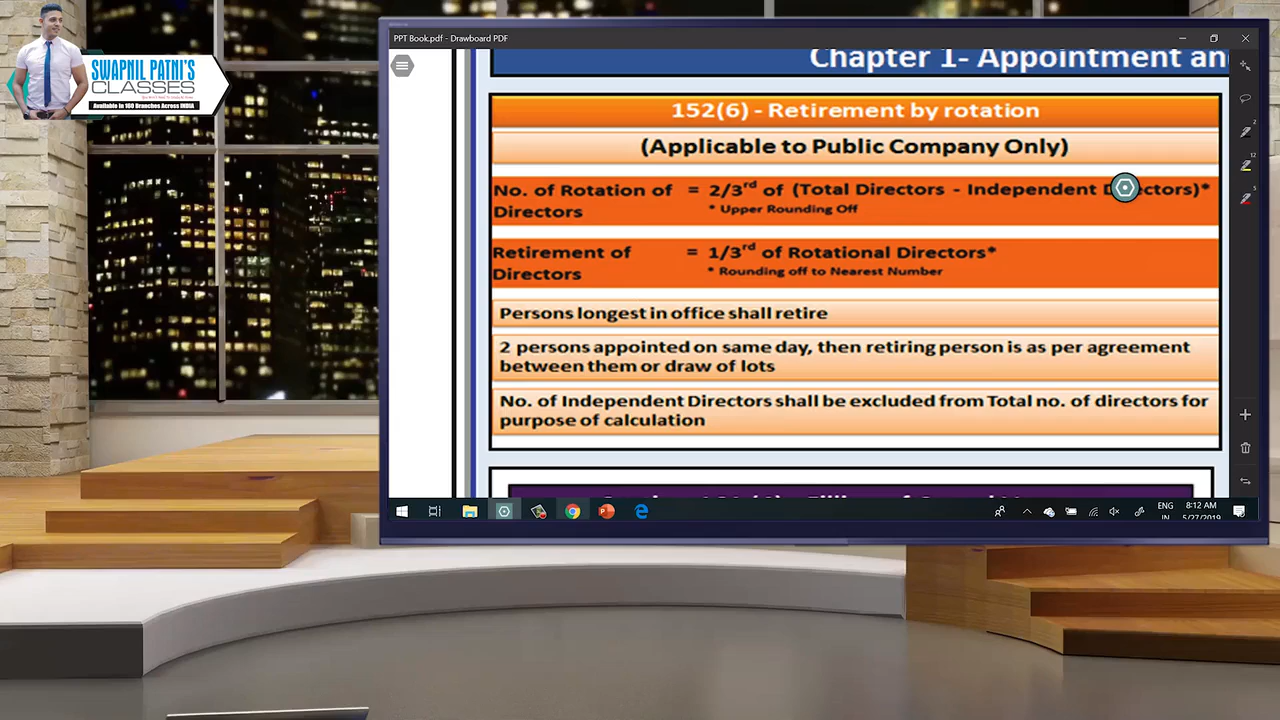 SWAPNIL PATNI'S
CLASSES
Available in 100 Branches Across INDIA
PPT Book.pdf - Drawboard PDF
Chapter 1- Appointment an
152(6) - Retirement by rotation
(Applicable to Public Company Only)
No. of Rotation of = 2/3rd of (Total Directors - Independent Directors)*
Directors * Upper Rounding Off
Retirement of = 1/3rd of Rotational Directors*
Directors * Rounding off to Nearest Number
Persons longest in office shall retire
2 persons appointed on same day, then retiring person is as per agreement
between them or draw of lots
No. of Independent Directors shall be excluded from Total no. of directors for
purpose of calculation
ENG 8:12 AM
IN 5/27/2019